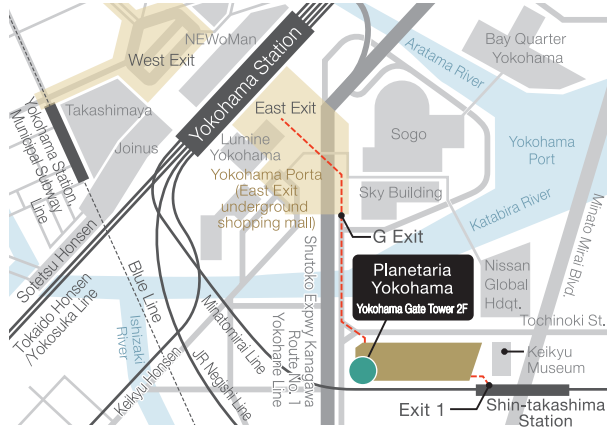 West Exit
NEWoMan
Yokohama Station
Aratama River
Bay Quarter
Yokohama
Takashimaya
Joinus
Yokohama Station
Municipal Subway
Line
East Exit
Lumine
Yokohama
Sogo
Yokohama
Port
Yokohama Porta
(East Exit
underground
shopping mall)
Sky Building
Katabira River
Minato Mirai Blvd.
G Exit
Sotetsu Honsen
Tokaido Honsen
/Yokosuka Line
Blue Line
Ishizaki
River
Keikyu Honsen
JR Negishi Line
Minatomirai Line
Shutoko Expwy Kanagawa
Route No. 1
Yokohane Line
Planetaria
Yokohama
Yokohama Gate Tower 2F
Nissan
Global
Hdqt.
Tochinoki St.
Keikyu
Museum
Exit 1
Shin-takashima
Station